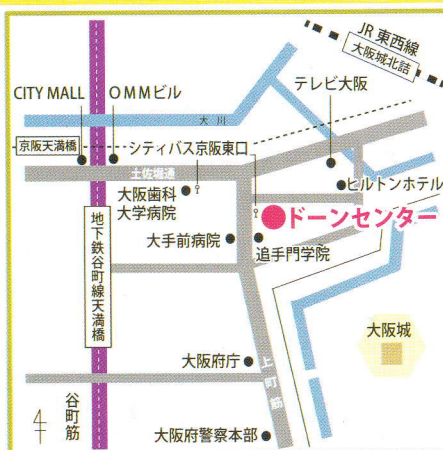 JR 東西線
大阪城北詰
CITY MALL
OMMビル
テレビ大阪
大川
京阪天満橋
シティバス京阪東口
土佐堀通
大阪歯科
大学病院
ヒルトンホテル
ドーンセンター
大手前病院
追手門学院
地下鉄谷町線天満橋
大阪城
大阪府庁
上町筋
谷町筋
大阪府警察本部